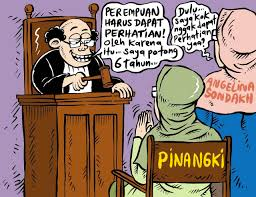 PEREMPUAN
HARUS DAPAT
PERHATIAN!
Oleh karena
itu... saya potong
6 tahun...
Dulu..
saya kok
nggak dapat
perhatian
ya??
ANGELINA
SONDAKH
PINANGKI